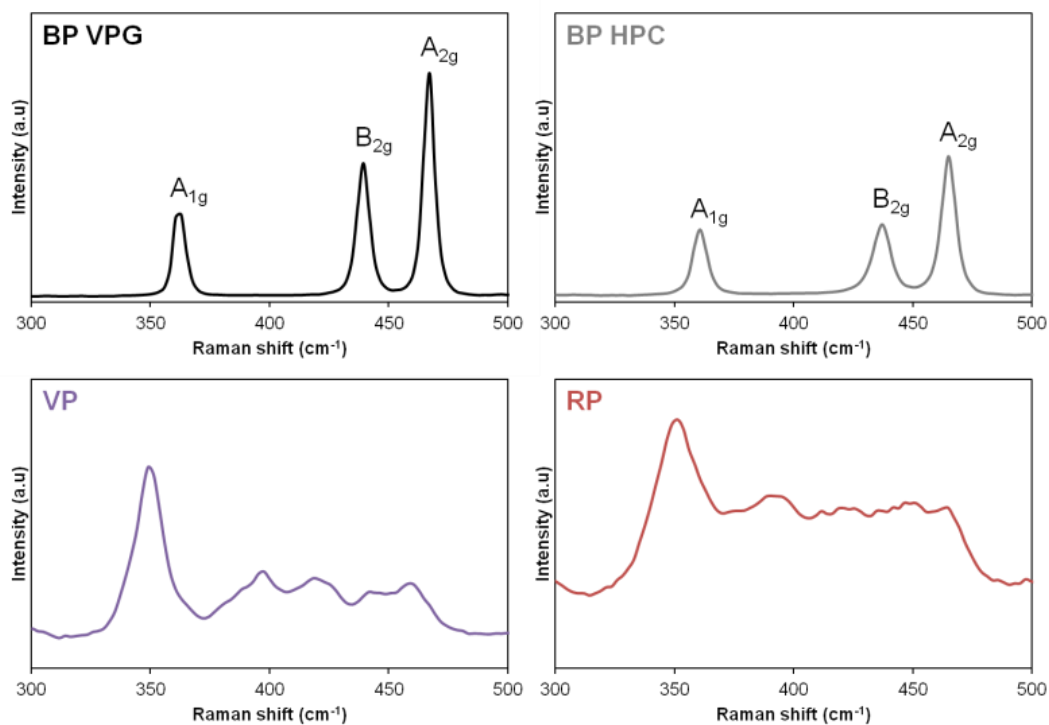 BP VPG
A1g
B2g
A2g
Intensity (a.u)
300 350 400 450 500
Raman shift (cm-1)
BP HPC
A1g
B2g
A2g
Intensity (a.u)
300 350 400 450 500
Raman shift (cm-1)
VP
Intensity (a.u)
300 350 400 450 500
Raman shift (cm-1)
RP
Intensity (a.u)
300 350 400 450 500
Raman shift (cm-1)